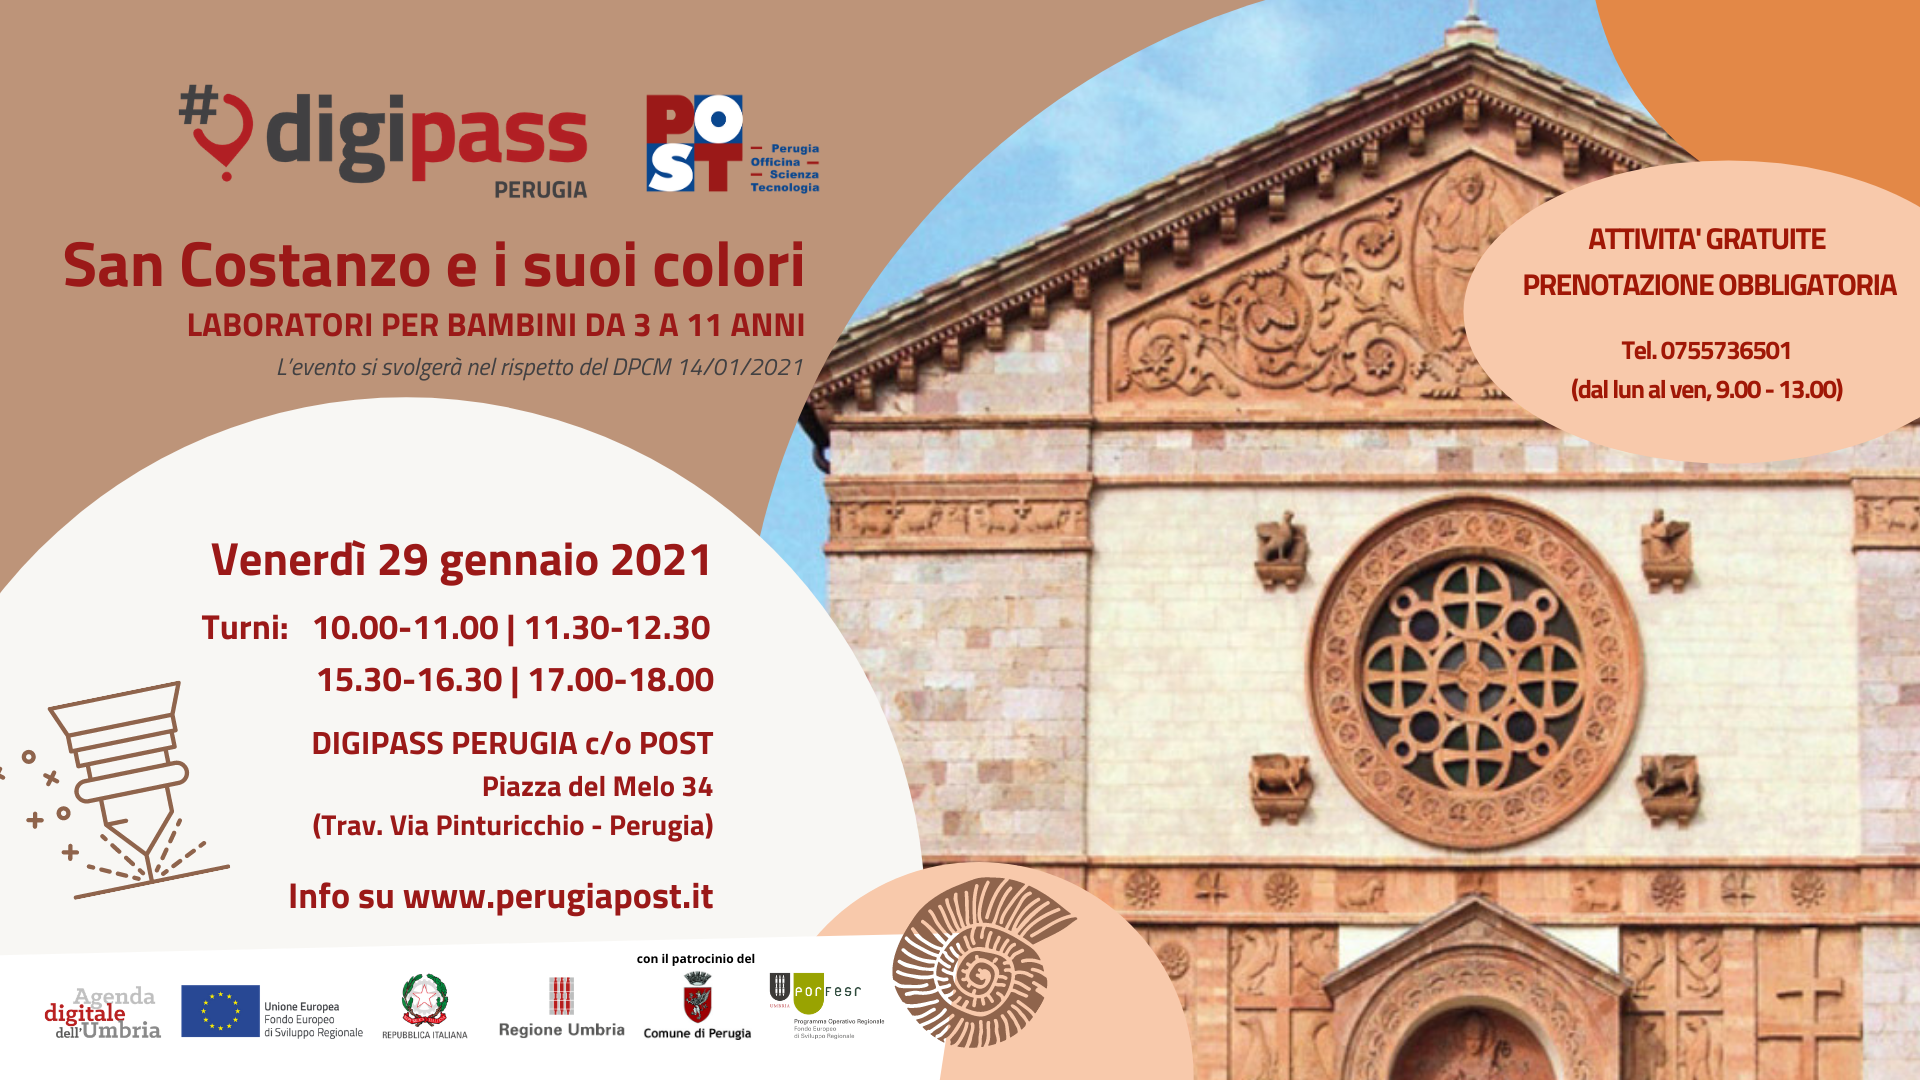 #digipass
PERUGIA
POST
Perugia
Officina
Scienza
Tecnologia
San Costanzo e i suoi colori
LABORATORI PER BAMBINI DA 3 A 11 ANNI
L'evento si svolgerà nel rispetto del DPCM 14/01/2021
ATTIVITA' GRATUITE
PRENOTAZIONE OBBLIGATORIA
Tel. 0755736501
(dal lun al ven, 9.00 - 13.00)
Venerdì 29 gennaio 2021
Turni: 10.00-11.00 | 11.30-12.30
15.30-16.30 | 17.00-18.00
DIGIPASS PERUGIA c/o POST
Piazza del Melo 34
(Trav. Via Pinturicchio - Perugia)
Info su www.perugiapost.it
Agenda
digitale
dell'Umbria
Unione Europea
Fondo Europeo
di Sviluppo Regionale
REPUBBLICA ITALIANA
Regione Umbria
con il patrocinio del
Comune di Perugia
UMBRIA
porfesr
Programma Operativo Regionale
Fondo Europeo
di Sviluppo Regionale